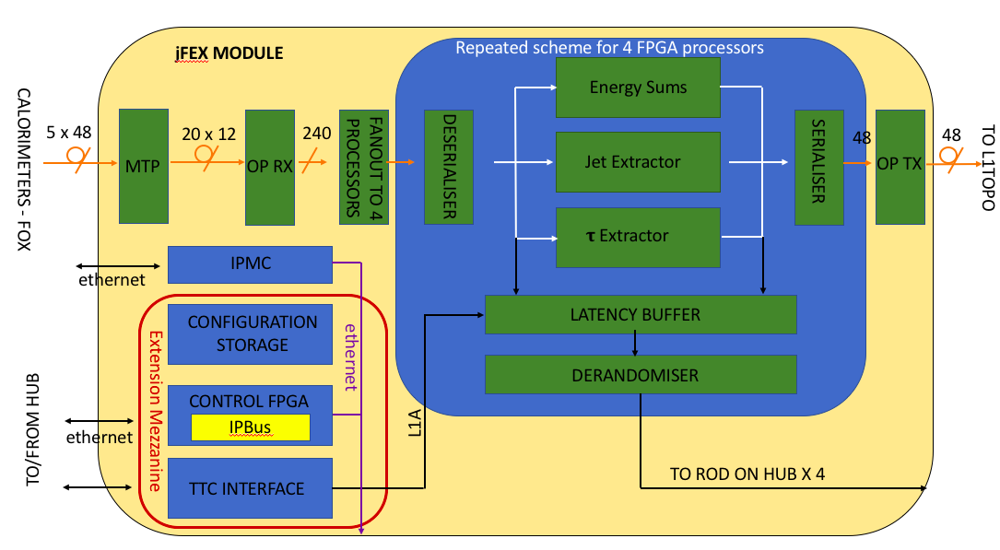 jFEX MODULE
Repeated scheme for 4 FPGA processors
CALORIMETERS - FOX
5 x 48
MTP
20 x 12
OP RX
240
FANOUT TO 4
PROCESSORS
DESERIALISER
Energy Sums
Jet Extractor
τ Extractor
SERIALISER
48
OP TX
48
TO L1TOPO
ethernet
IPMC
LATENCY BUFFER
DERANDOMISER
Extension Mezzanine
CONFIGURATION
STORAGE
ethernet
TO/FROM HUB
ethernet
CONTROL FPGA
IPBus
L1A
TTC INTERFACE
TO ROD ON HUB X 4